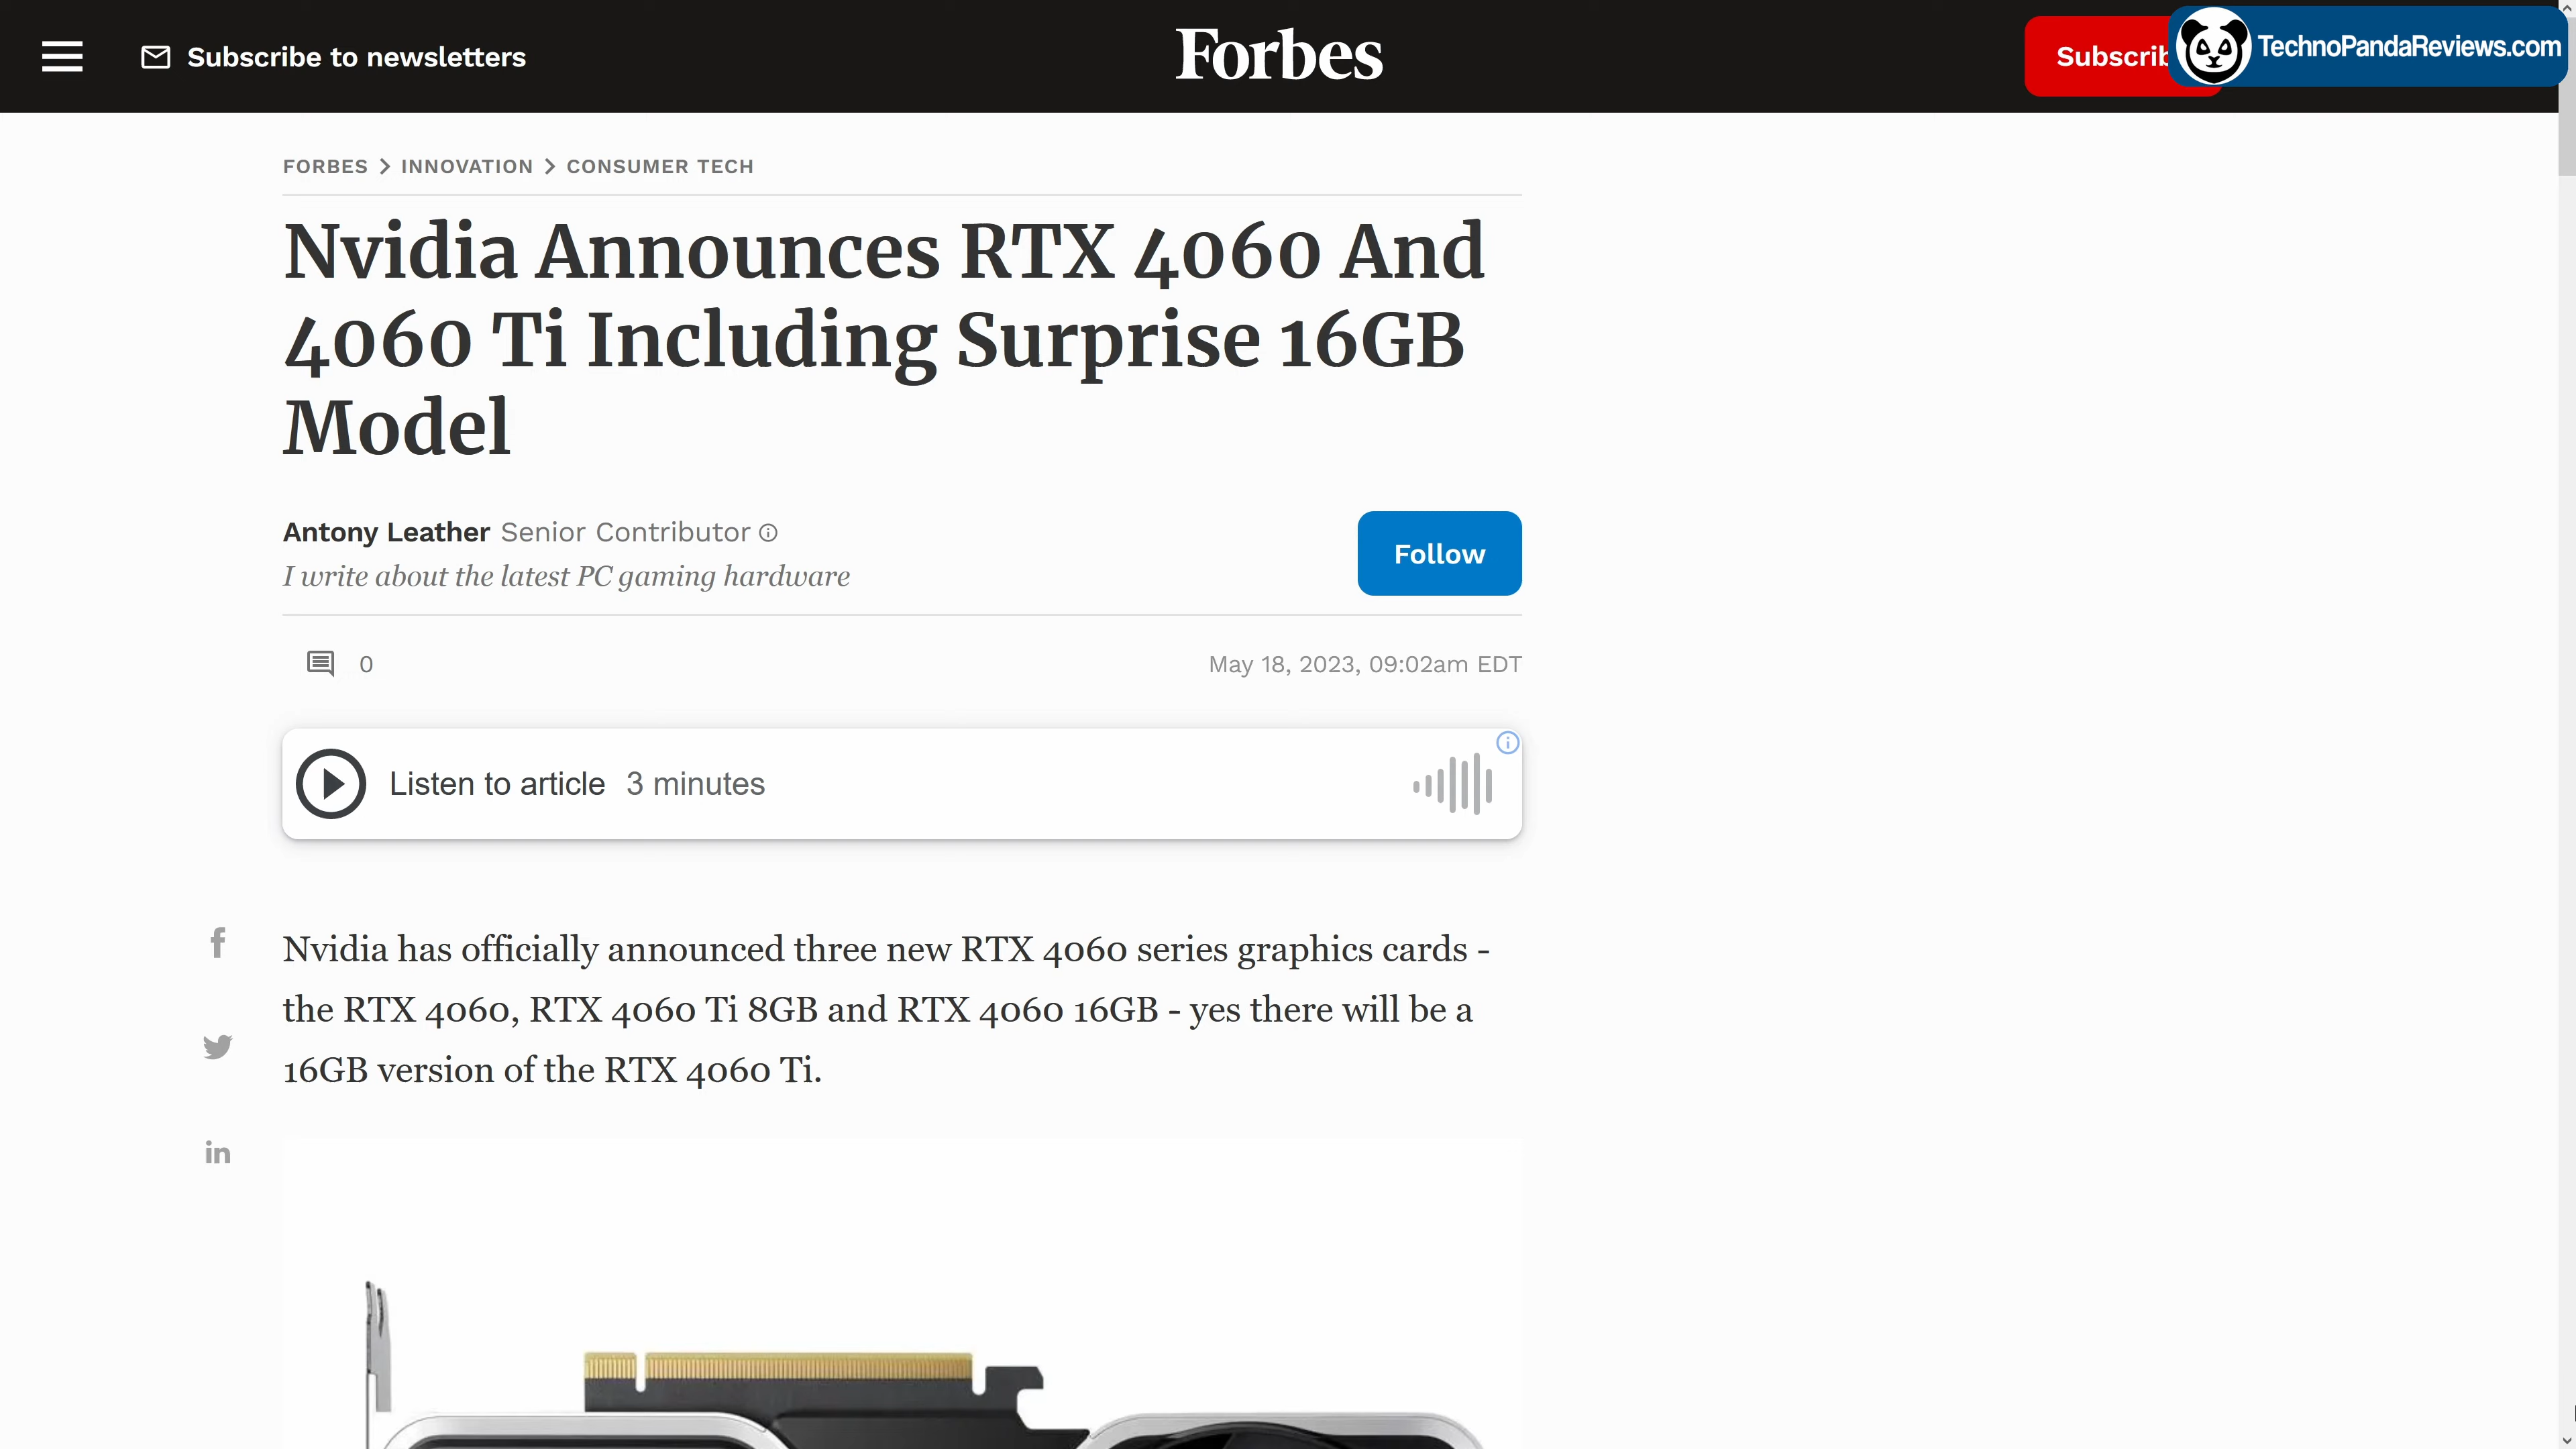 Subscribe to newsletters
Forbes
Subscrib
TechnoPandaReviews.com
FORBES > INNOVATION > CONSUMER TECH
Nvidia Announces RTX 4060 And
4060 Ti Including Surprise 16GB
Model
Antony Leather Senior Contributor
I write about the latest PC gaming hardware
Follow
0
May 18, 2023, 09:02am EDT
Listen to article 3 minutes
Nvidia has officially announced three new RTX 4060 series graphics cards -
the RTX 4060, RTX 4060 Ti 8GB and RTX 4060 16GB - yes there will be a
16GB version of the RTX 4060 Ti.